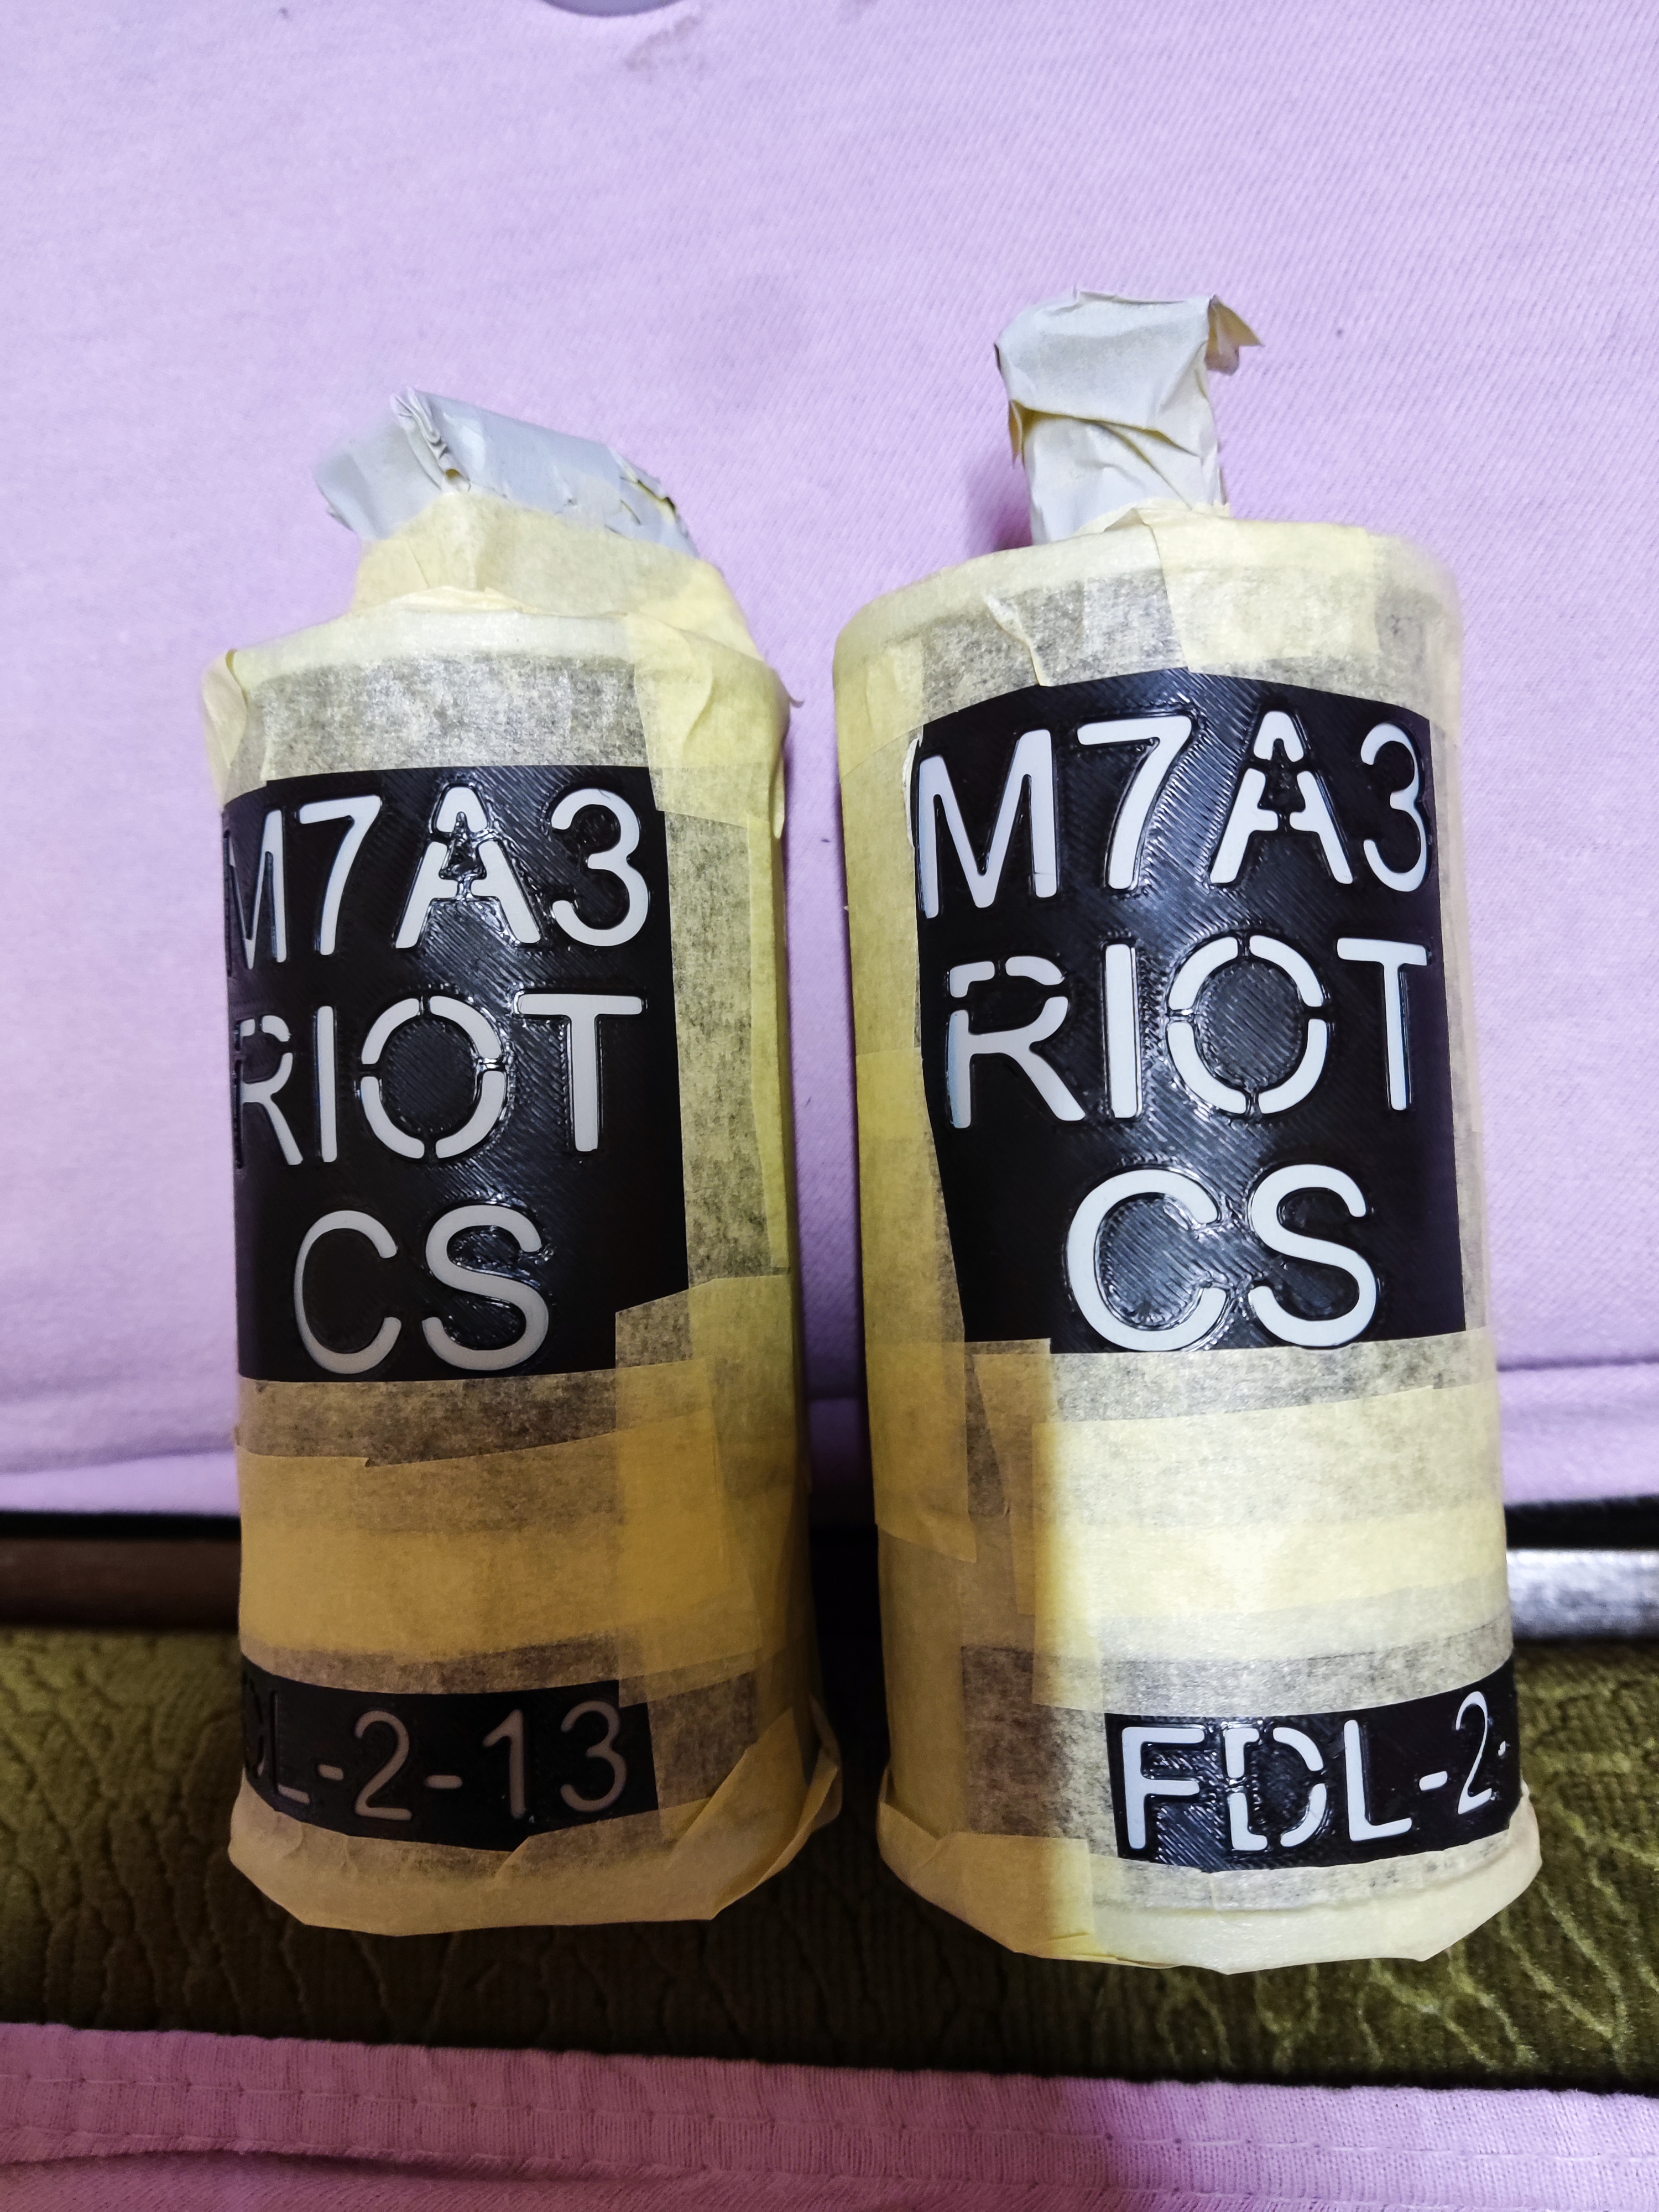 M7A3
RIOT
CS
DL-2-13
M7A3
RIOT
CS
FDL-2-